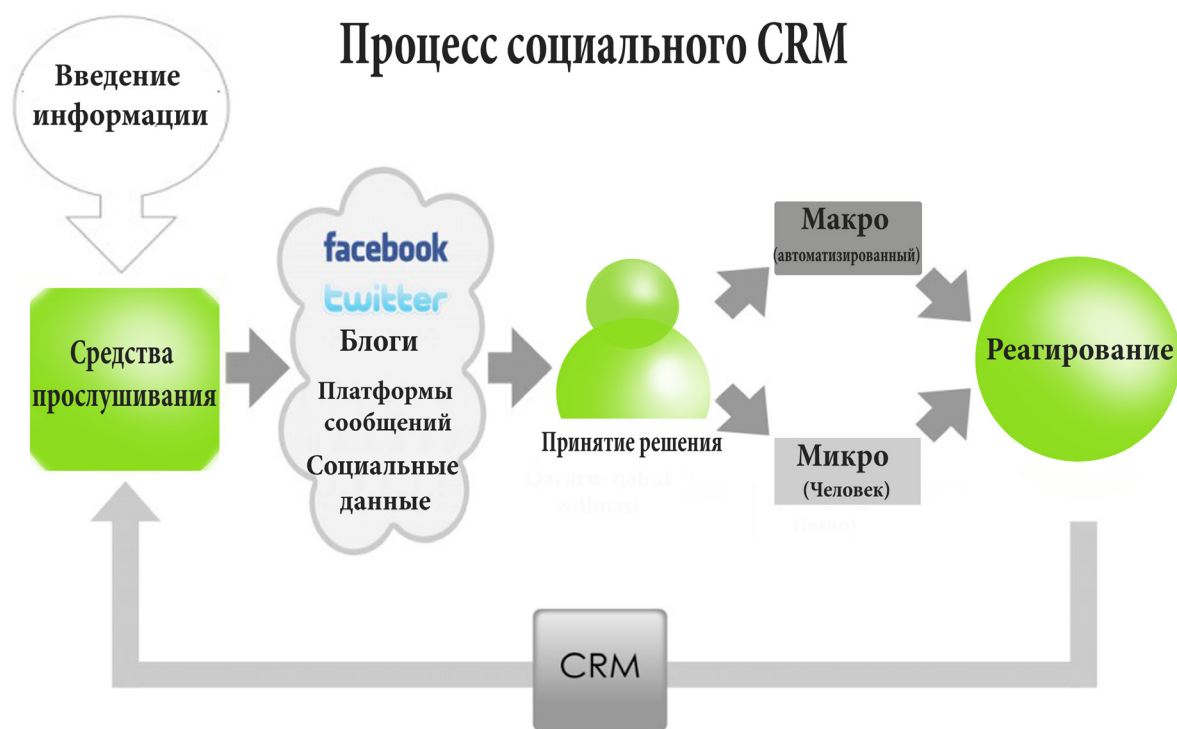 Процесс социального CRM
Введение
информации
Средства
прослушивания
facebook
twitter
Блоги
Платформы
сообщений
Социальные
данные
Принятие решения
Макро
(автоматизированный)
Микро
(Человек)
Реагирование
CRM